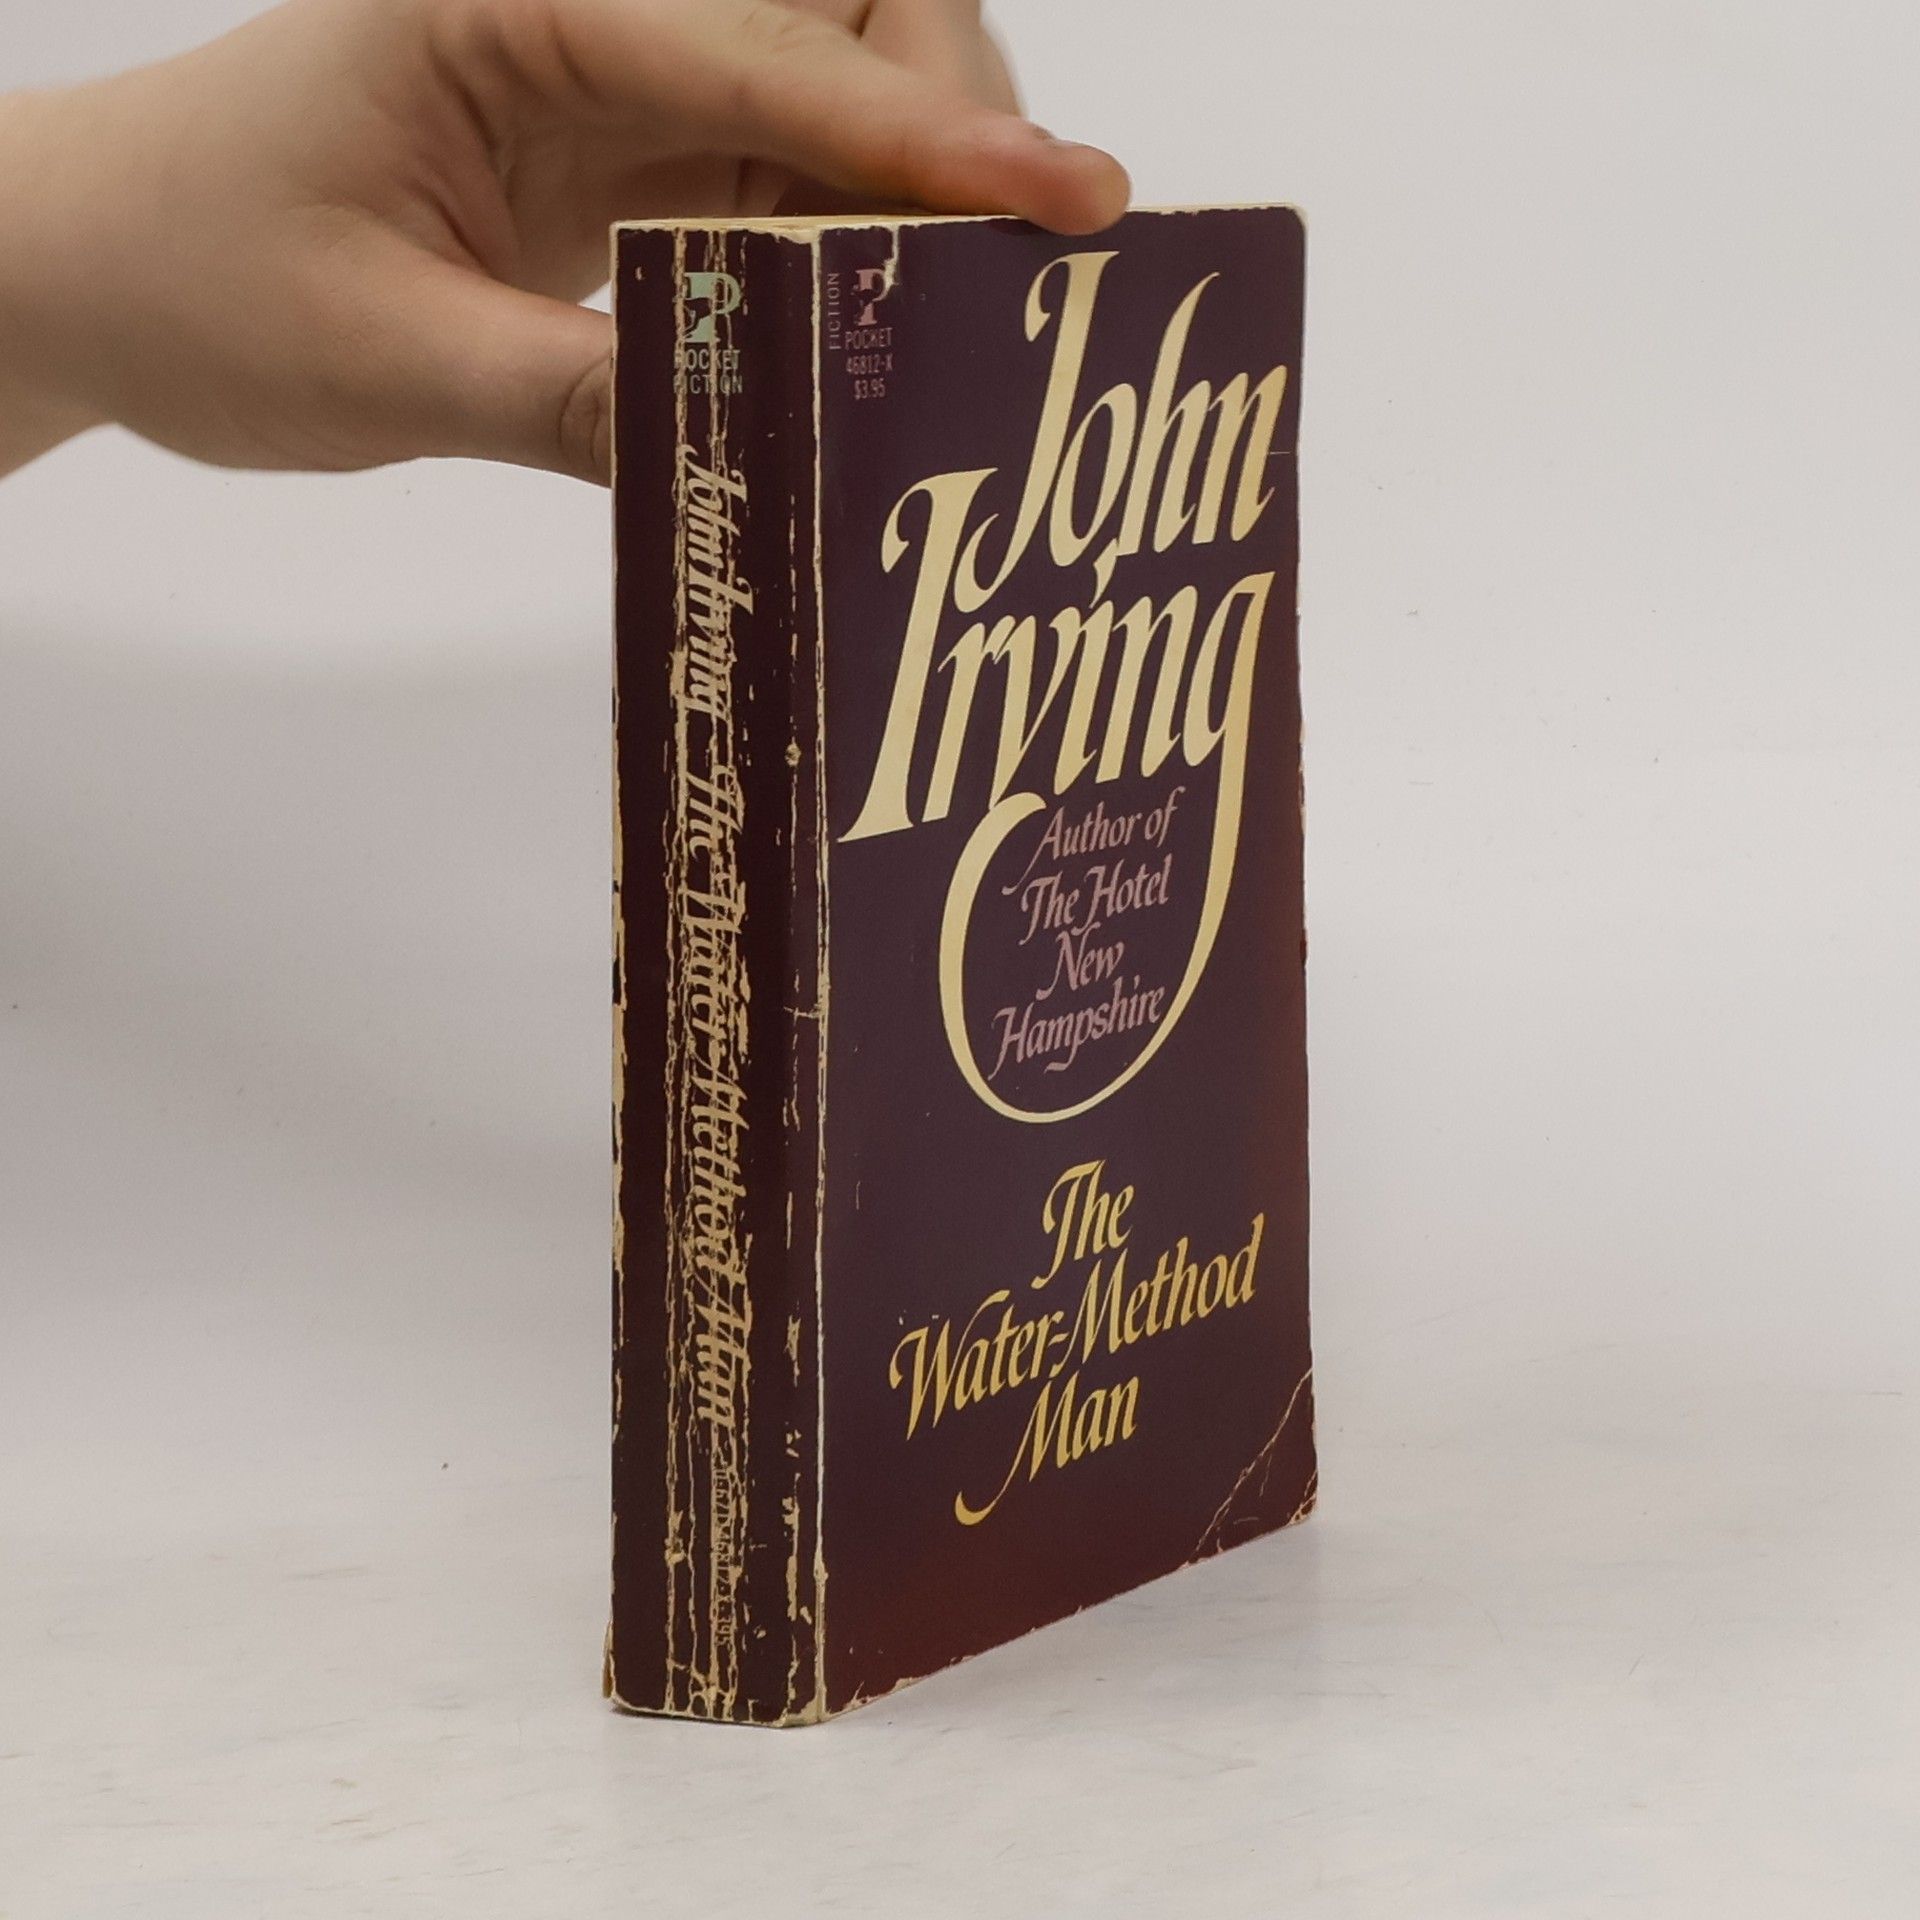 POCKET
FICTION
John Irving The Water-Method Man
FICTION
POCKET
46812-X
$3.95
John
Irving
Author of
The Hotel
New
Hampshire
The
Water-Method
Man